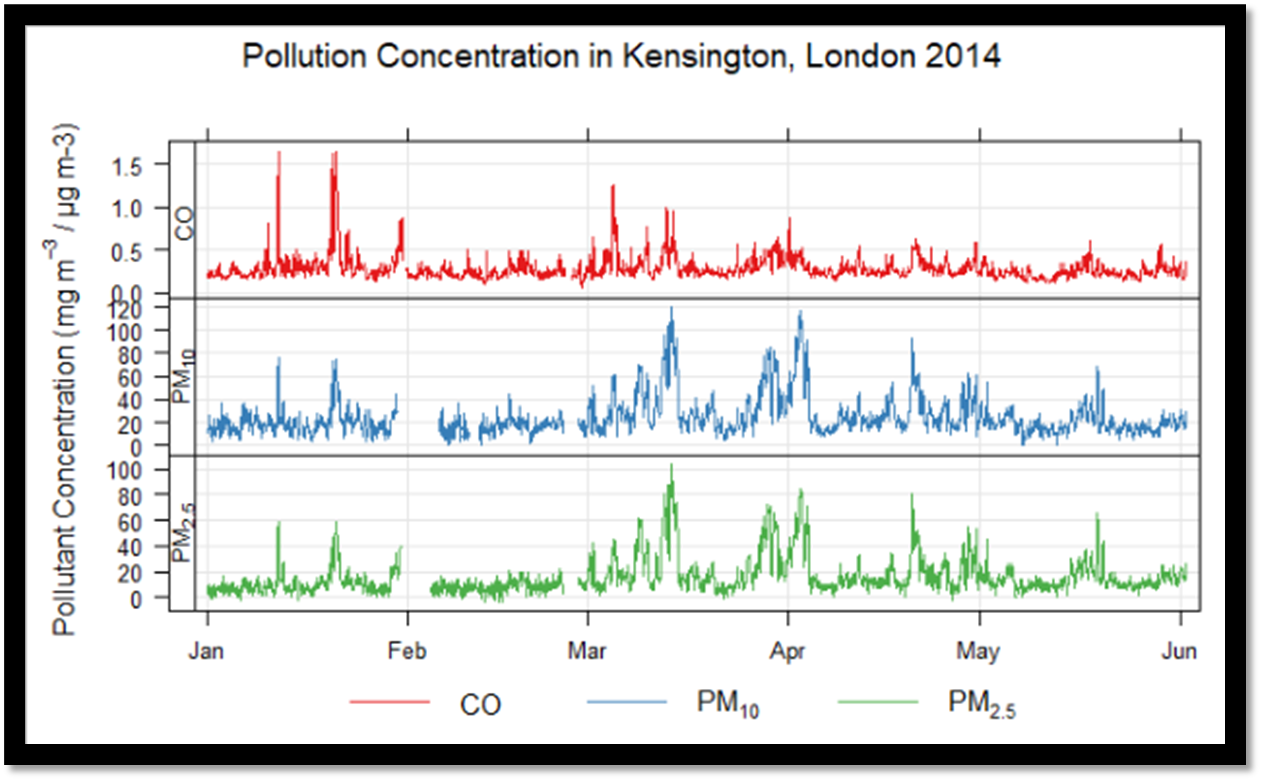 Pollution Concentration in Kensington, London 2014
Pollutant Concentration (mg m⁻³ / µg m-3)
CO
1.5
1.0
0.5
0.0
PM₁₀
120
100
80
60
40
20
0
PM₂.₅
100
80
60
40
20
0
Jan Feb Mar Apr May Jun
CO PM₁₀ PM₂.₅